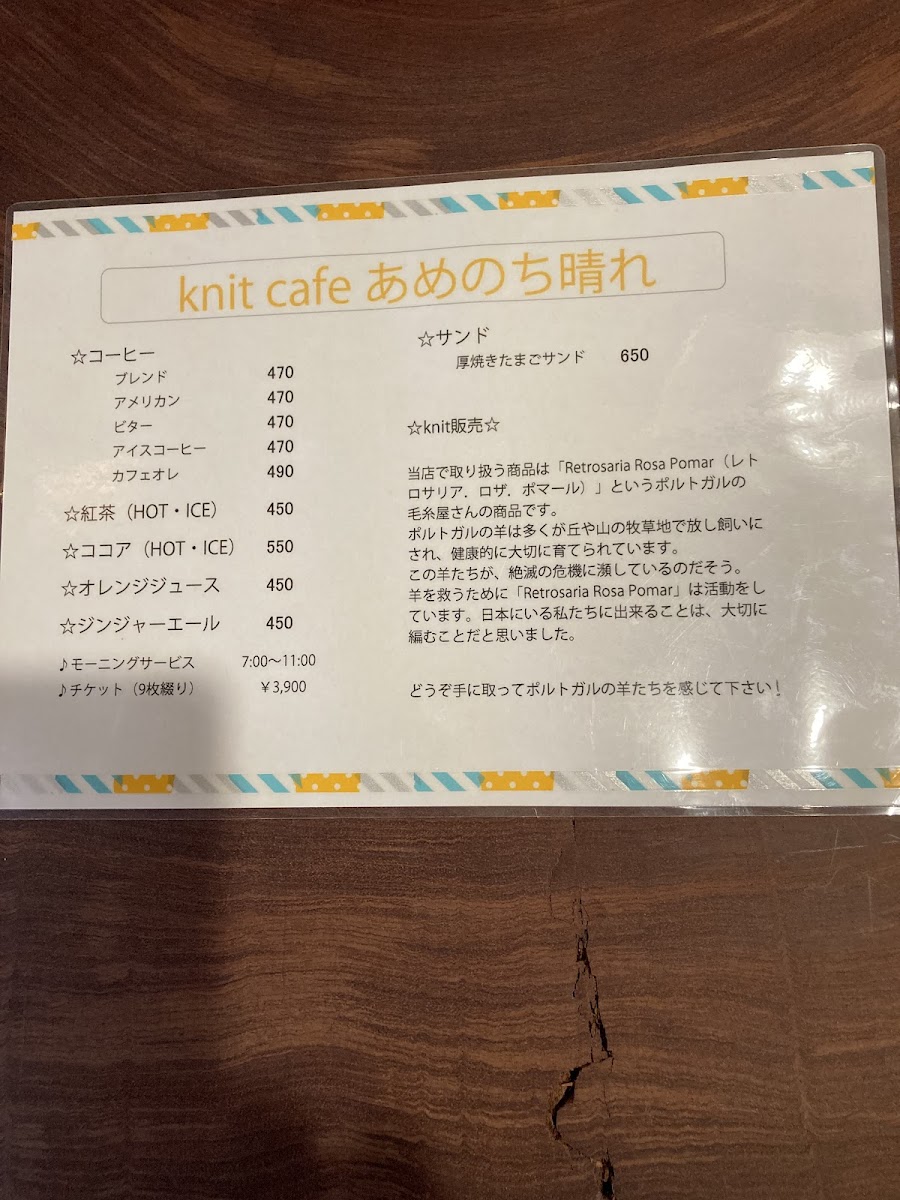 knit cafe あめのち晴れ
☆コーヒー
ブレンド 470
アメリカン 470
ビター 470
アイスコーヒー 470
カフェオレ 490
☆紅茶（HOT・ICE） 450
☆ココア（HOT・ICE） 550
☆オレンジジュース 450
☆ジンジャーエール 450
♪モーニングサービス 7:00～11:00
♪チケット（9枚綴り） ￥3,900
☆サンド
厚焼きたまごサンド 650
☆knit販売☆
当店で取り扱う商品は「Retrosaria Rosa Pomar（レト
ロサリア．ロザ．ポマール）」というポルトガルの
毛糸屋さんの商品です。
ポルトガルの羊は多くが丘や山の牧草地で放し飼いに
され、健康的に大切に育てられています。
この羊たちが、絶滅の危機に瀕しているのだそう。
羊を救うために「Retrosaria Rosa Pomar」は活動をし
ています。日本にいる私たちに出来ることは、大切に
編むことだと思いました。
どうぞ手に取ってポルトガルの羊たちを感じて下さい！